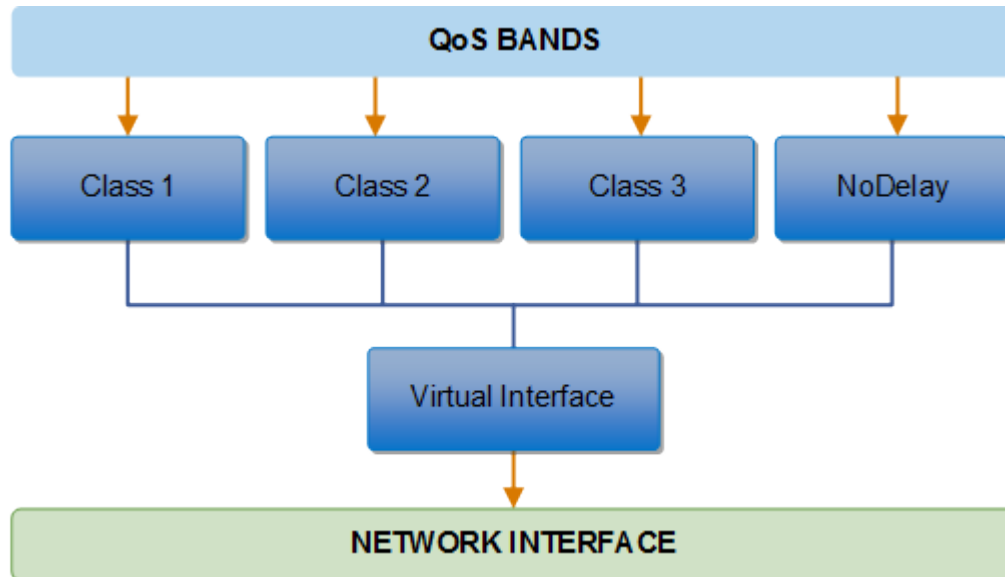 QoS BANDS
Class 1
Class 2
Class 3
NoDelay
Virtual Interface
NETWORK INTERFACE